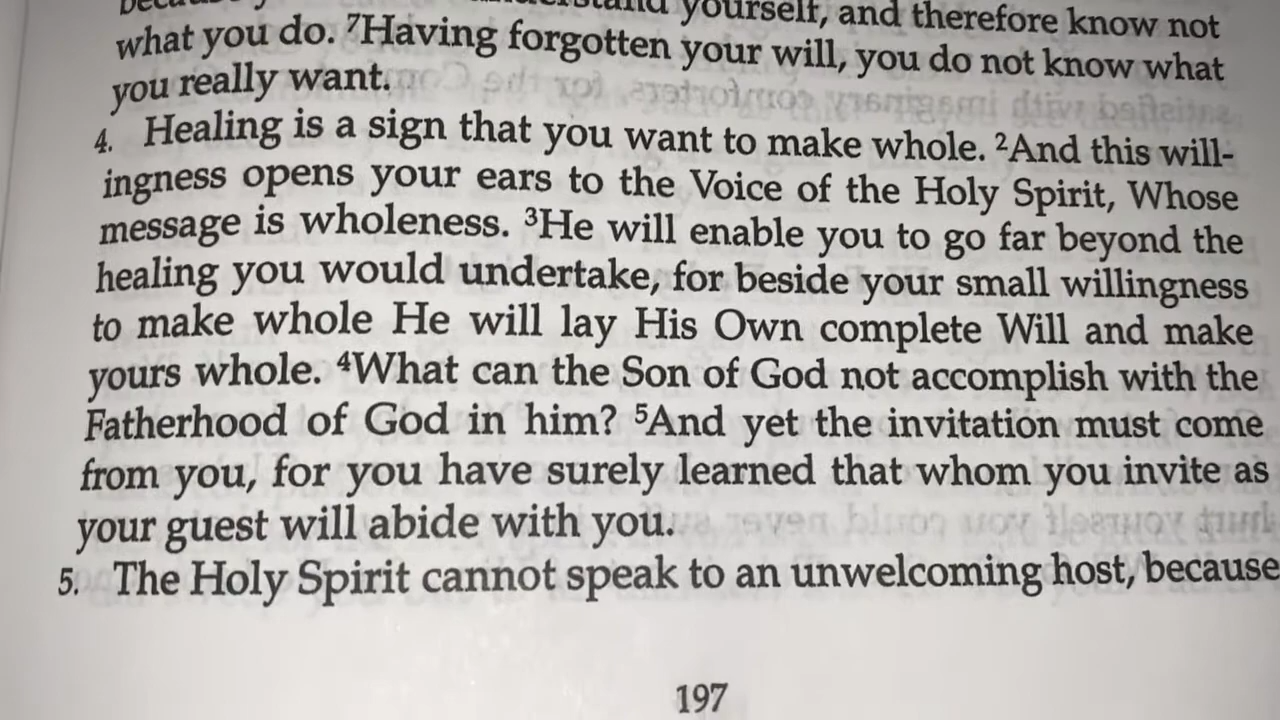 yourself, and therefore know not
what you do. ⁷Having forgotten your will, you do not know what
you really want.
4. Healing is a sign that you want to make whole. ²And this will-
ingness opens your ears to the Voice of the Holy Spirit, Whose
message is wholeness. ³He will enable you to go far beyond the
healing you would undertake, for beside your small willingness
to make whole He will lay His Own complete Will and make
yours whole. ⁴What can the Son of God not accomplish with the
Fatherhood of God in him? ⁵And yet the invitation must come
from you, for you have surely learned that whom you invite as
your guest will abide with you.
5. The Holy Spirit cannot speak to an unwelcoming host, because
197